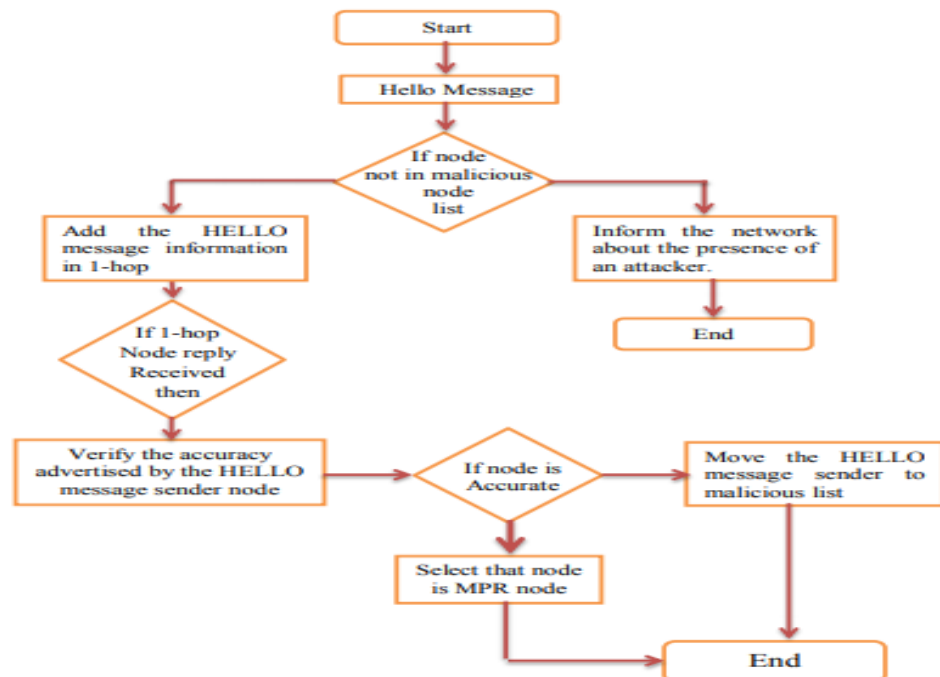 Start
Hello Message
If node
not in malicious
node
list
Add the HELLO
message information
in 1-hop
Inform the network
about the presence of
an attacker.
If 1-hop
Node reply
Received
then
End
Verify the accuracy
advertised by the HELLO
message sender node
If node is
Accurate
Move the HELLO
message sender to
malicious list
Select that node
is MPR node
End